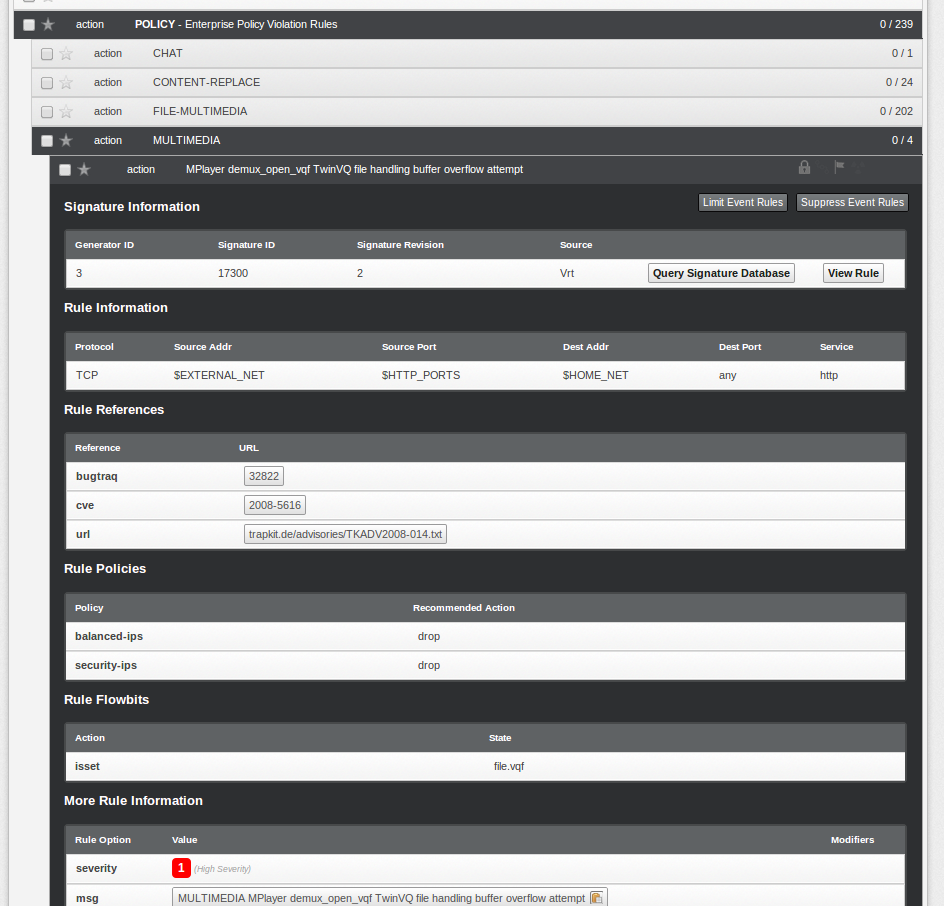 action POLICY - Enterprise Policy Violation Rules 0 / 239
action CHAT 0 / 1
action CONTENT-REPLACE 0 / 24
action FILE-MULTIMEDIA 0 / 202
action MULTIMEDIA 0 / 4
action MPlayer demux_open_vqf TwinVQ file handling buffer overflow attempt
Signature Information Limit Event Rules Suppress Event Rules
Generator ID Signature ID Signature Revision Source
3 17300 2 Vrt Query Signature Database View Rule
Rule Information
Protocol Source Addr Source Port Dest Addr Dest Port Service
TCP $EXTERNAL_NET $HTTP_PORTS $HOME_NET any http
Rule References
Reference URL
bugtraq 32822
cve 2008-5616
url trapkit.de/advisories/TKADV2008-014.txt
Rule Policies
Policy Recommended Action
balanced-ips drop
security-ips drop
Rule Flowbits
Action State
isset file.vqf
More Rule Information
Rule Option Value Modifiers
severity 1 (High Severity)
msg MULTIMEDIA MPlayer demux_open_vqf TwinVQ file handling buffer overflow attempt